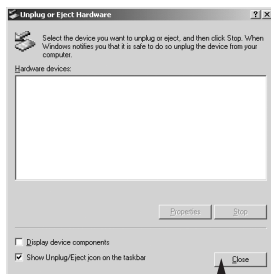 Unplug or Eject Hardware
Select the device you want to unplug or eject, and then click Stop. When
Windows notifies you that it is safe to do so unplug the device from your
computer.
Hardware devices:
Properties
Stop
Display device components
Show Unplug/Eject icon on the taskbar
Close